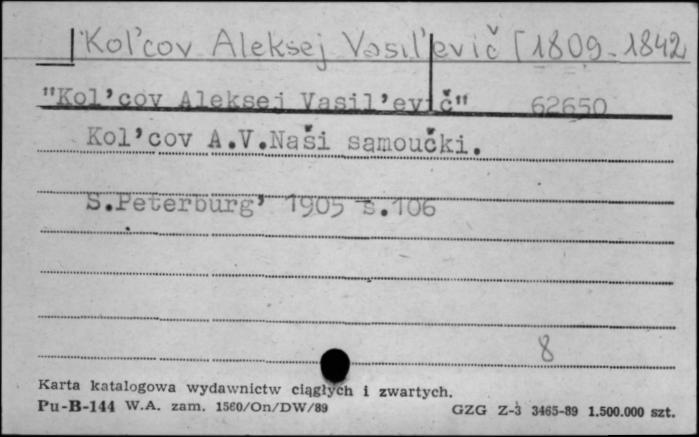 Kol'cov Aleksej Vasil'evič [1809-1842
"Kol'cov Aleksej Vasil'evič" 62650
Kol'cov A.V.Naši samoučki.
S.Peterburg' 1905 s.106
8
Karta katalogowa wydawnictw ciągłych i zwartych.
Pu-B-144 W.A. zam. 1560/On/DW/89 GZG Z-3 3465-89 1.500.000 szt.